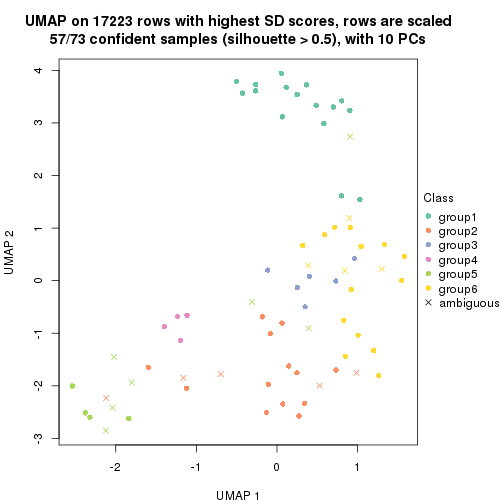 UMAP on 17223 rows with highest SD scores, rows are scaled
57/73 confident samples (silhouette > 0.5), with 10 PCs
4
3
2
1
0
-1
-2
-3
UMAP 2
-2
-1
0
1
UMAP 1
Class
group1
group2
group3
group4
group5
group6
ambiguous